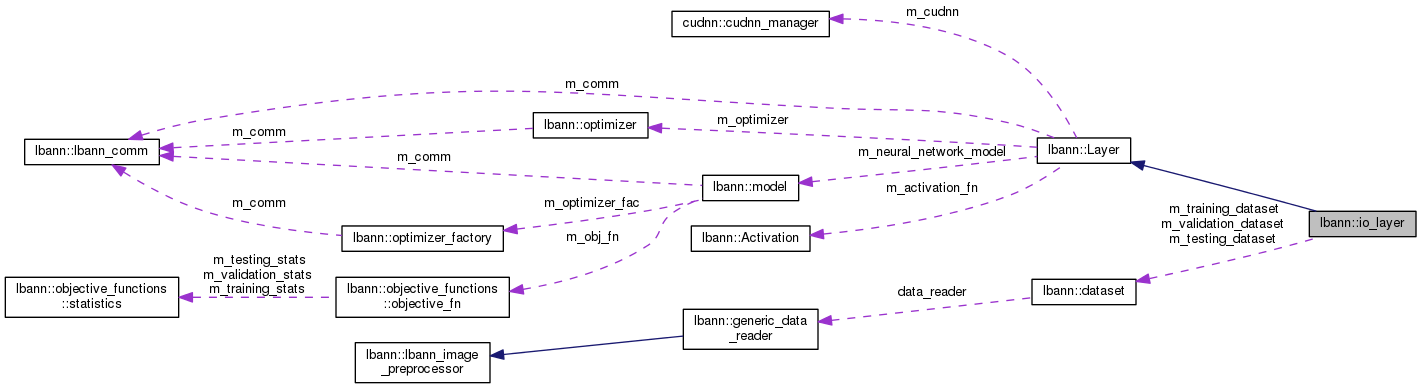 m_cudnn
cudnn::cudnn_manager
m_comm
m_optimizer
lbann::optimizer
m_comm
lbann::lbann_comm
lbann::Layer
m_comm
m_neural_network_model
lbann::model
m_activation_fn
m_comm
m_optimizer_fac
m_training_dataset
m_validation_dataset
m_testing_dataset
lbann::io_layer
lbann::optimizer_factory
m_obj_fn
lbann::Activation
m_testing_stats
m_validation_stats
m_training_stats
lbann::objective_functions
::statistics
lbann::objective_functions
::objective_fn
data_reader
lbann::dataset
lbann::generic_data
_reader
lbann::lbann_image
_preprocessor